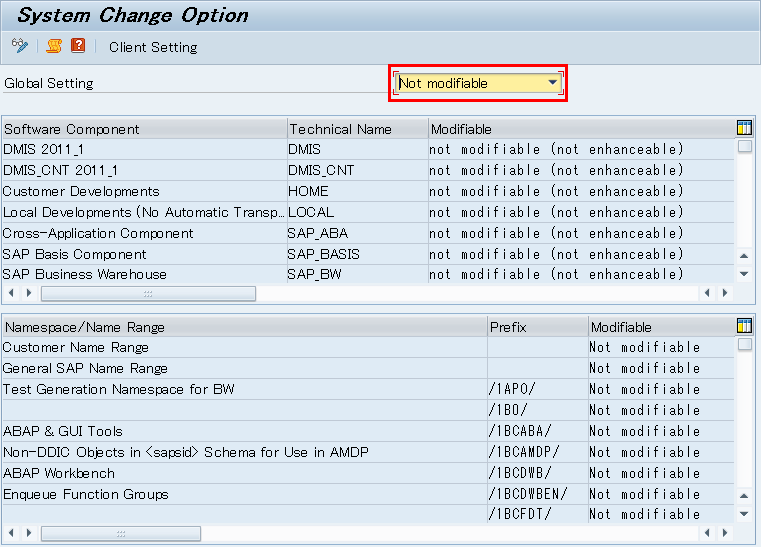 System Change Option
Client Setting
Global Setting Not modifiable
Software Component Technical Name Modifiable
DMIS 2011_1 DMIS not modifiable (not enhanceable)
DMIS_CNT 2011_1 DMIS_CNT not modifiable (not enhanceable)
Customer Developments HOME not modifiable (not enhanceable)
Local Developments (No Automatic Transp... LOCAL not modifiable (not enhanceable)
Cross-Application Component SAP_ABA not modifiable (not enhanceable)
SAP Basis Component SAP_BASIS not modifiable (not enhanceable)
SAP Business Warehouse SAP_BW not modifiable (not enhanceable)
Namespace/Name Range Prefix Modifiable
Customer Name Range Not modifiable
General SAP Name Range Not modifiable
Test Generation Namespace for BW /1APO/ Not modifiable
/1BO/ Not modifiable
ABAP & GUI Tools /1BCABA/ Not modifiable
Non-DDIC Objects in <sapsid> Schema for Use in AMDP /1BCAMDP/ Not modifiable
ABAP Workbench /1BCDWB/ Not modifiable
Enqueue Function Groups /1BCDWBEN/ Not modifiable
/1BCFDT/ Not modifiable